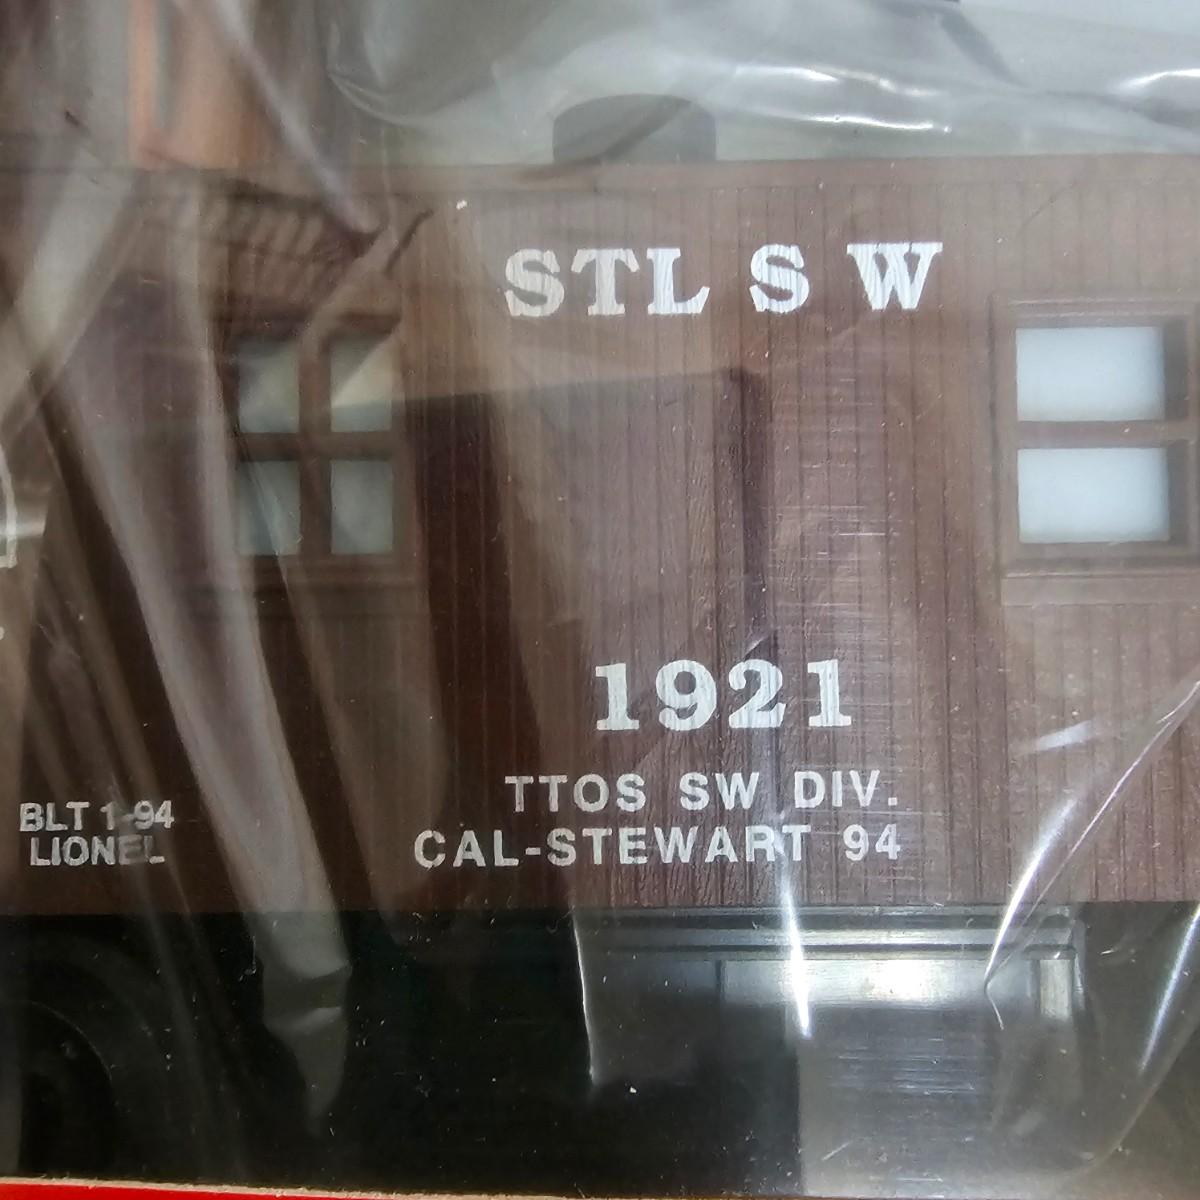 STL S W
1921
TTOS SW DIV.
CAL-STEWART 94
BLT 1-94
LIONEL